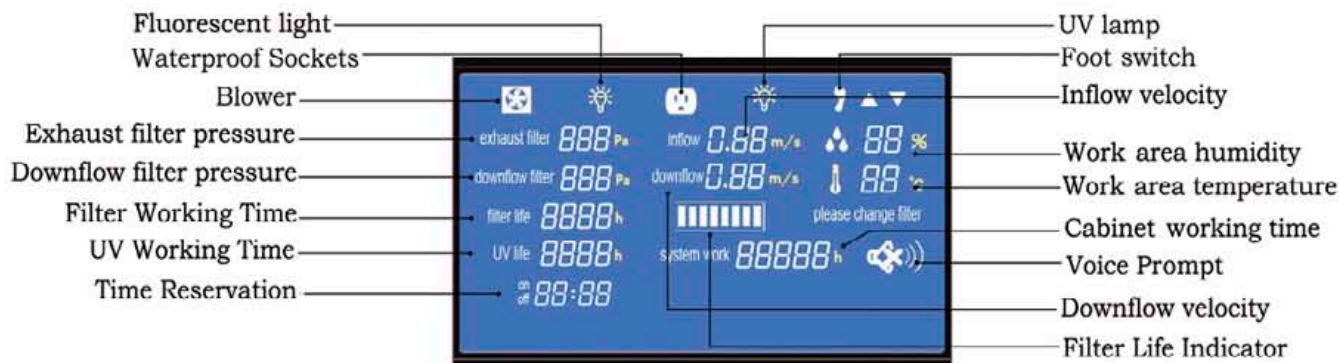 Fluorescent light
Waterproof Sockets
Blower
Exhaust filter pressure
Downflow filter pressure
Filter Working Time
UV Working Time
Time Reservation
exhaust filter 888 Pa
downflow filter 888 Pa
filter life 8888 h
UV life 8888 h
on
off 88:88
inflow 0.88 m/s
downflow 0.88 m/s
system work 88888 h
88 %
88 °C
please change filter
UV lamp
Foot switch
Inflow velocity
Work area humidity
Work area temperature
Cabinet working time
Voice Prompt
Downflow velocity
Filter Life Indicator